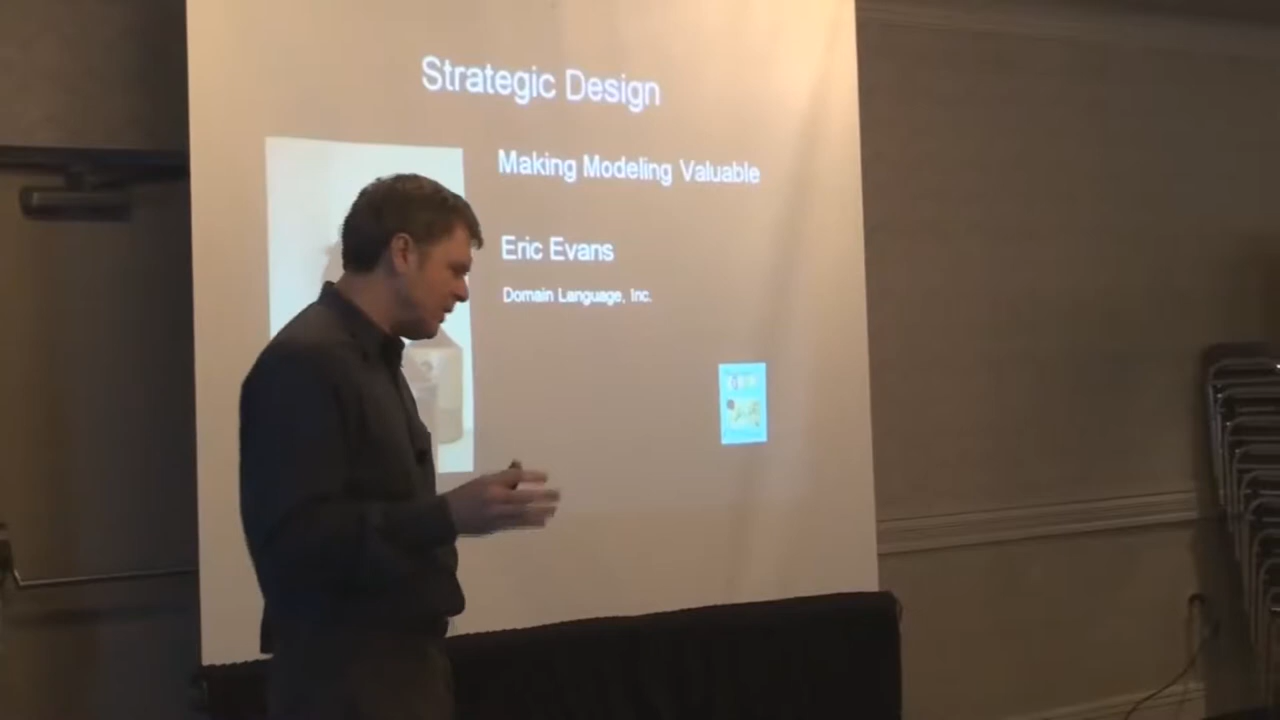 Strategic Design
Making Modeling Valuable
Eric Evans
Domain Language, Inc.